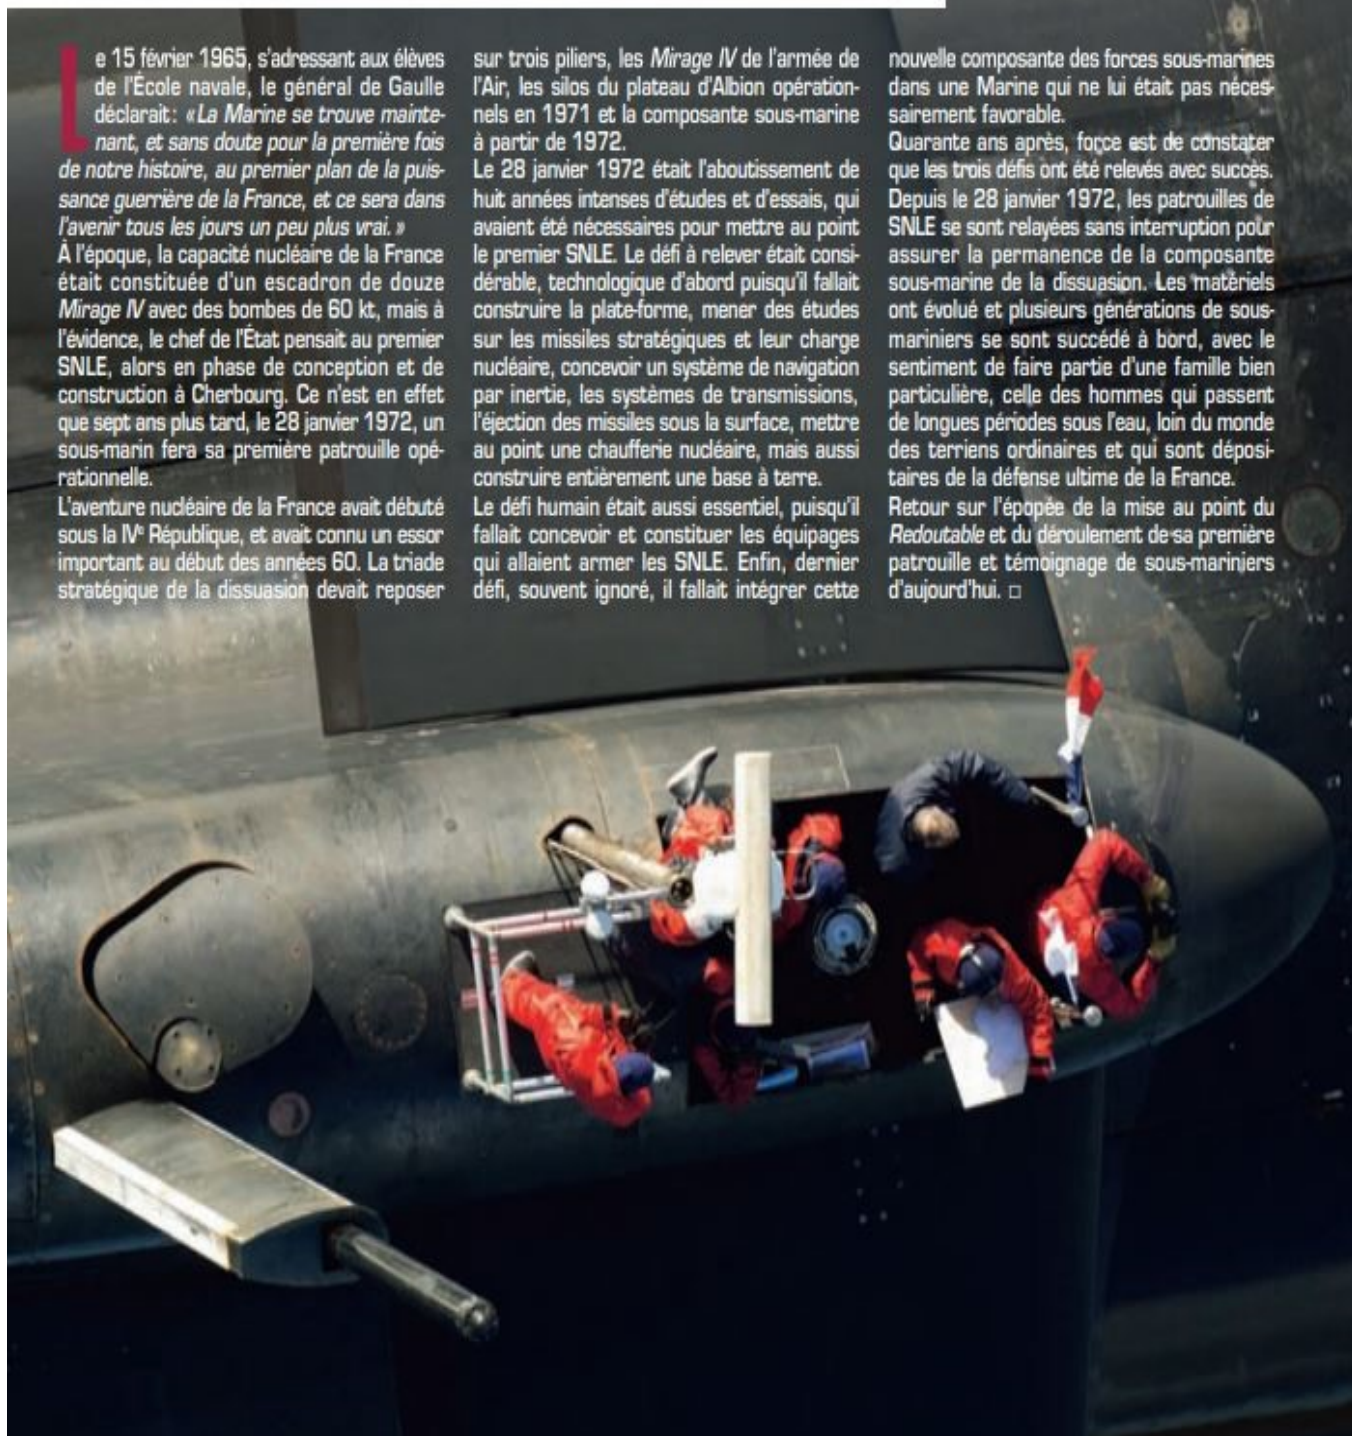 Le 15 février 1965, s'adressant aux élèves
de l'École navale, le général de Gaulle
déclarait : «La Marine se trouve mainte-
nant, et sans doute pour la première fois
de notre histoire, au premier plan de la puis-
sance guerrière de la France, et ce sera dans
l'avenir tous les jours un peu plus vrai. »
À l'époque, la capacité nucléaire de la France
était constituée d'un escadron de douze
Mirage IV avec des bombes de 60 kt, mais à
l'évidence, le chef de l'État pensait au premier
SNLE, alors en phase de conception et de
construction à Cherbourg. Ce n'est en effet
que sept ans plus tard, le 28 janvier 1972, un
sous-marin fera sa première patrouille opé-
rationnelle.
L'aventure nucléaire de la France avait débuté
sous la IVe République, et avait connu un essor
important au début des années 60. La triade
stratégique de la dissuasion devait reposer
sur trois piliers, les Mirage IV de l'armée de
l'Air, les silos du plateau d'Albion opération-
nels en 1971 et la composante sous-marine
à partir de 1972.
Le 28 janvier 1972 était l'aboutissement de
huit années intenses d'études et d'essais, qui
avaient été nécessaires pour mettre au point
le premier SNLE. Le défi à relever était consi-
dérable, technologique d'abord puisqu'il fallait
construire la plate-forme, mener des études
sur les missiles stratégiques et leur charge
nucléaire, concevoir un système de navigation
par inertie, les systèmes de transmissions,
l'éjection des missiles sous la surface, mettre
au point une chaufferie nucléaire, mais aussi
construire entièrement une base à terre.
Le défi humain était aussi essentiel, puisqu'il
fallait concevoir et constituer les équipages
qui allaient armer les SNLE. Enfin, dernier
défi, souvent ignoré, il fallait intégrer cette
nouvelle composante des forces sous-marines
dans une Marine qui ne lui était pas néces-
sairement favorable.
Quarante ans après, force est de constater
que les trois défis ont été relevés avec succès.
Depuis le 28 janvier 1972, les patrouilles de
SNLE se sont relayées sans interruption pour
assurer la permanence de la composante
sous-marine de la dissuasion. Les matériels
ont évolué et plusieurs générations de sous-
mariniers se sont succédé à bord, avec le
sentiment de faire partie d'une famille bien
particulière, celle des hommes qui passent
de longues périodes sous l'eau, loin du monde
des terriens ordinaires et qui sont déposi-
taires de la défense ultime de la France.
Retour sur l'épopée de la mise au point du
Redoutable et du déroulement de sa première
patrouille et témoignage de sous-mariniers
d'aujourd'hui. □